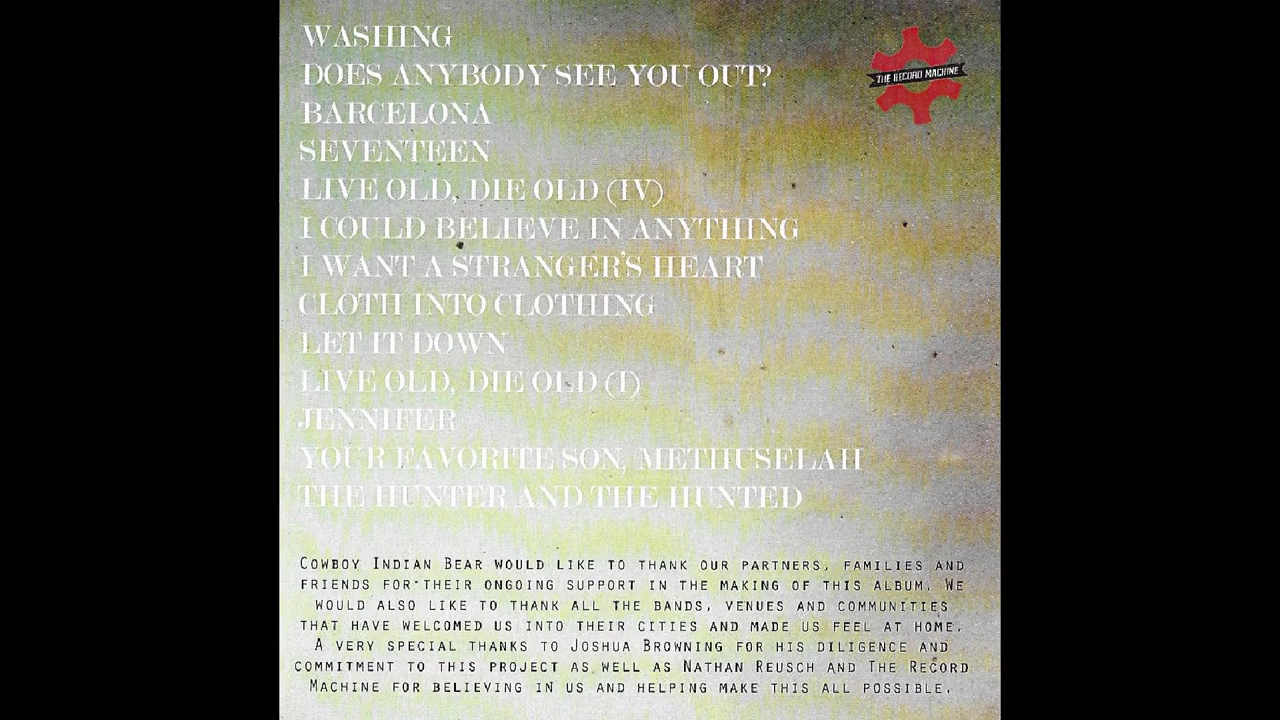 WASHING
DOES ANYBODY SEE YOU OUT?
THE RECORD MACHINE
BARCELONA
SEVENTEEN
LIVE OLD, DIE OLD (IV)
I COULD BELIEVE IN ANYTHING
I WANT A STRANGER'S HEART
CLOTH INTO CLOTHING
LET IT DOWN
LIVE OLD, DIE OLD (I)
JENNIFER
YOUR FAVORITE SON, METHUSELAH
THE HUNTER AND THE HUNTED
COWBOY INDIAN BEAR WOULD LIKE TO THANK OUR PARTNERS, FAMILIES AND
FRIENDS FOR THEIR ONGOING SUPPORT IN THE MAKING OF THIS ALBUM. WE
WOULD ALSO LIKE TO THANK ALL THE BANDS, VENUES AND COMMUNITIES
THAT HAVE WELCOMED US INTO THEIR CITIES AND MADE US FEEL AT HOME.
A VERY SPECIAL THANKS TO JOSHUA BROWNING FOR HIS DILIGENCE AND
COMMITMENT TO THIS PROJECT AS WELL AS NATHAN REUSCH AND THE RECORD
MACHINE FOR BELIEVING IN US AND HELPING MAKE THIS ALL POSSIBLE.